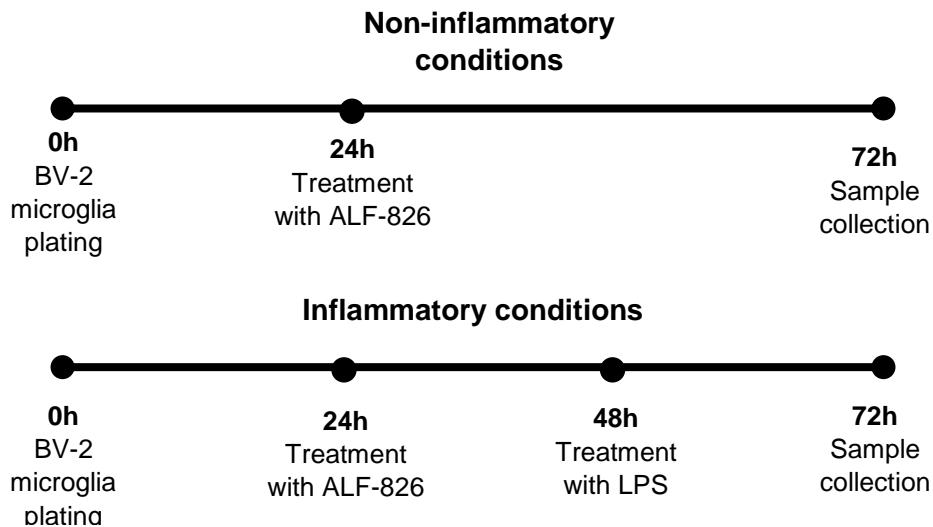 Non-inflammatory
conditions
0h
BV-2
microglia
plating
24h
Treatment
with ALF-826
72h
Sample
collection
Inflammatory conditions
0h
BV-2
microglia
plating
24h
Treatment
with ALF-826
48h
Treatment
with LPS
72h
Sample
collection